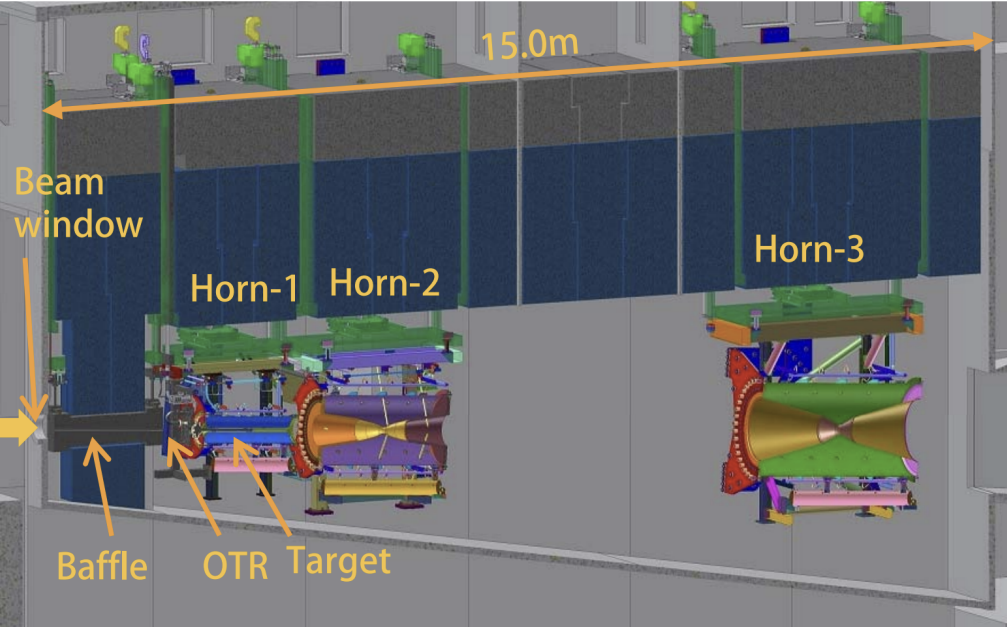 15.0m
Beam
window
Horn-1
Horn-2
Horn-3
Baffle
OTR
Target